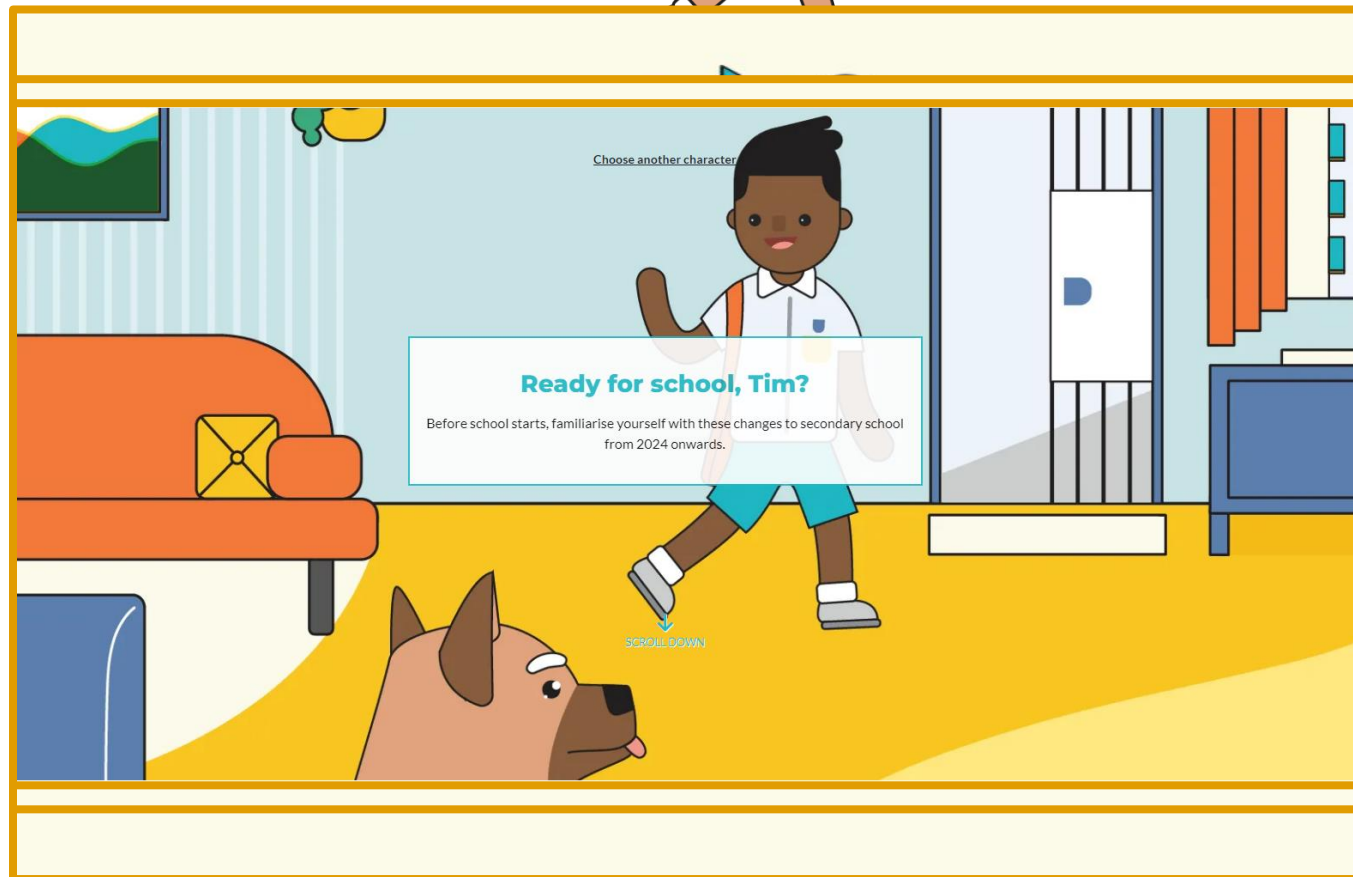 Choose another character
Ready for school, Tim?
Before school starts, familiarise yourself with these changes to secondary school
from 2024 onwards.
SCROLL DOWN